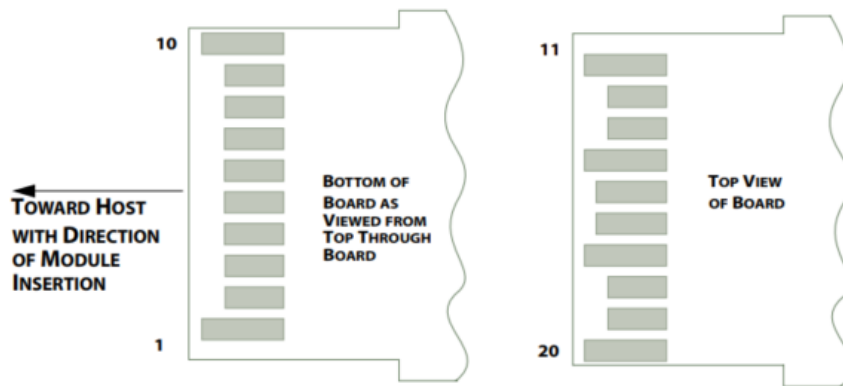 10
1
TOWARD HOST
WITH DIRECTION
OF MODULE
INSERTION
BOTTOM OF
BOARD AS
VIEWED FROM
TOP THROUGH
BOARD
11
20
TOP VIEW
OF BOARD